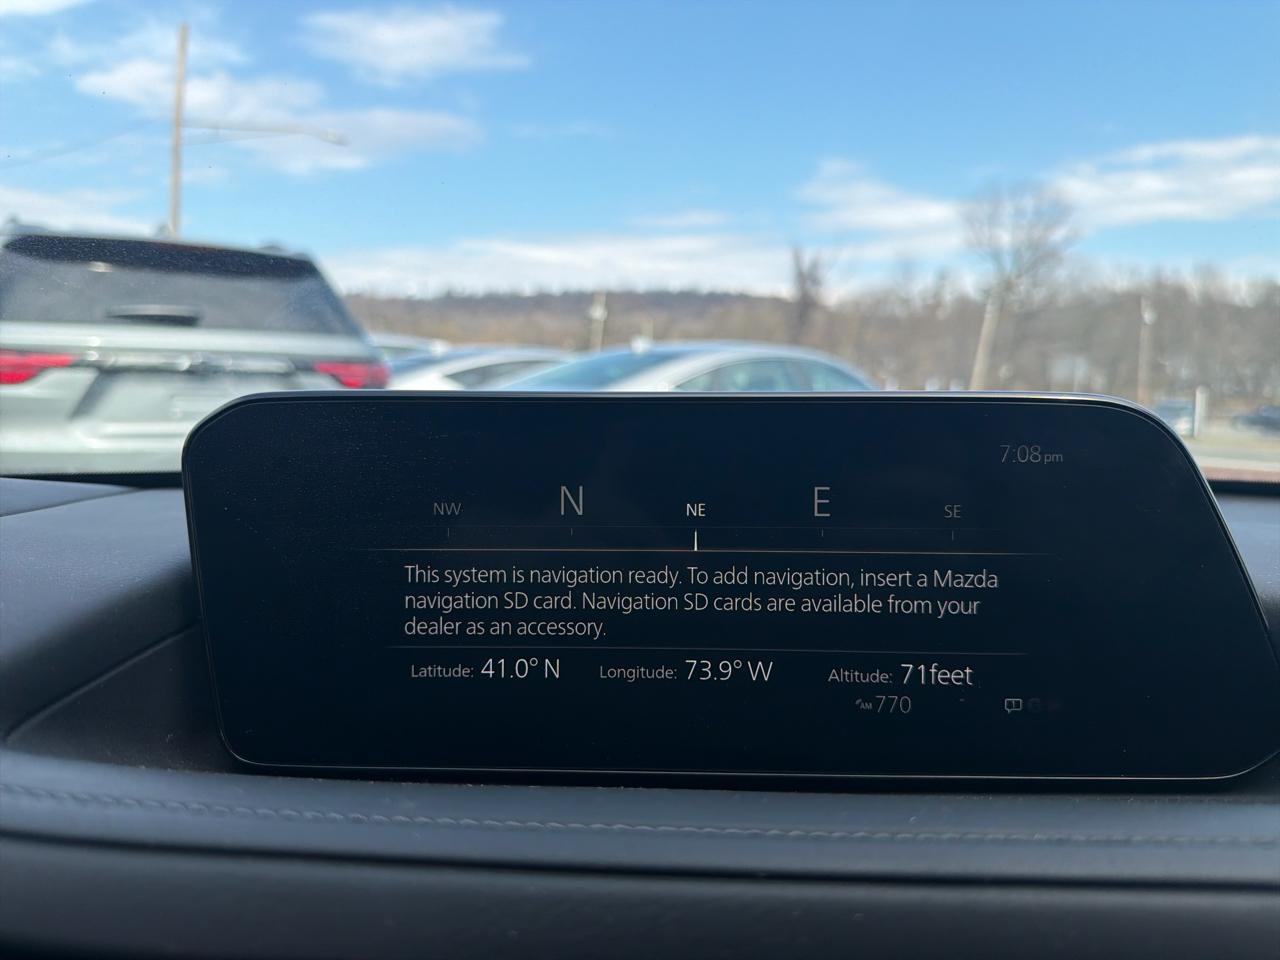 7:08 pm
NW N NE E SE
This system is navigation ready. To add navigation, insert a Mazda
navigation SD card. Navigation SD cards are available from your
dealer as an accessory.
Latitude: 41.0° N Longitude: 73.9° W Altitude: 71feet
AM 770